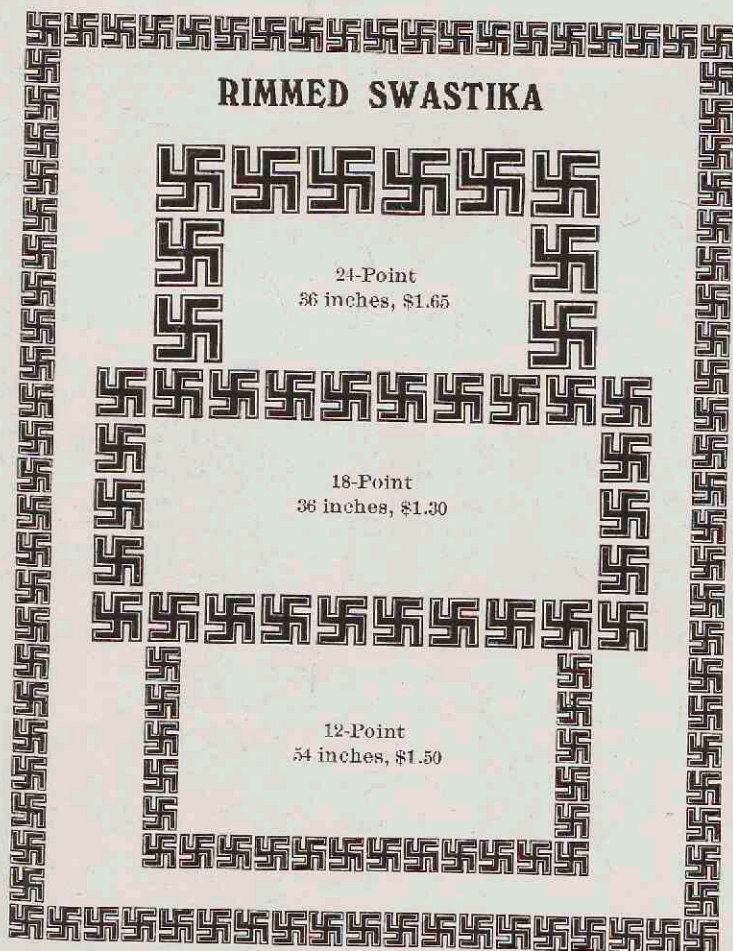 RIMMED SWASTIKA
24-Point
36 inches, $1.65
18-Point
36 inches, $1.30
12-Point
54 inches, $1.50